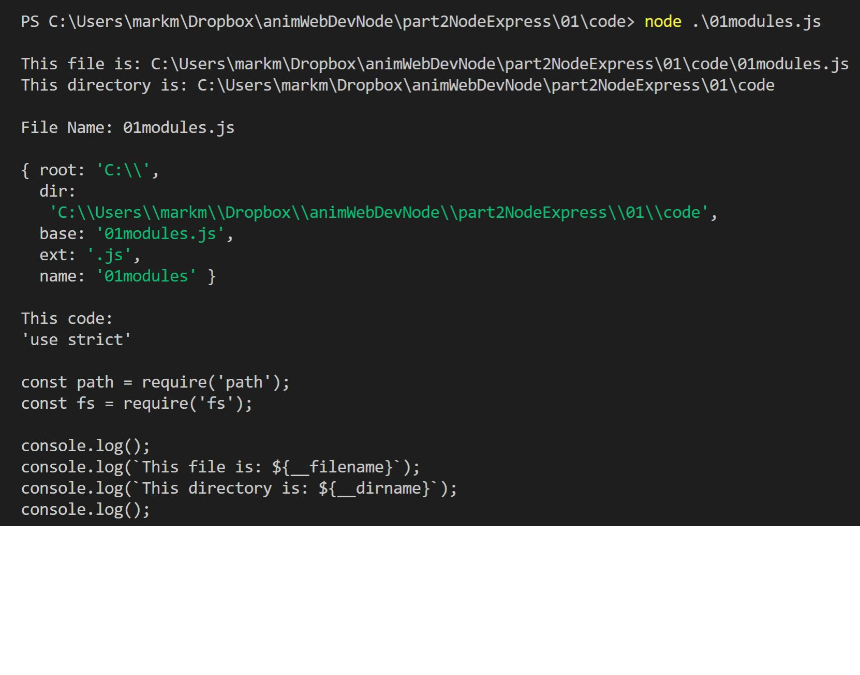 PS C:\Users\markm\Dropbox\animWebDevNode\part2NodeExpress\01\code> node .\01modules.js
This file is: C:\Users\markm\Dropbox\animWebDevNode\part2NodeExpress\01\code\01modules.js
This directory is: C:\Users\markm\Dropbox\animWebDevNode\part2NodeExpress\01\code
File Name: 01modules.js
{ root: 'C:\\',
dir:
'C:\\Users\\markm\\Dropbox\\animWebDevNode\\part2NodeExpress\\01\\code',
base: '01modules.js',
ext: '.js',
name: '01modules' }
This code:
'use strict'
const path = require('path');
const fs = require('fs');
console.log();
console.log(`This file is: ${__filename}`);
console.log(`This directory is: ${__dirname}`);
console.log();